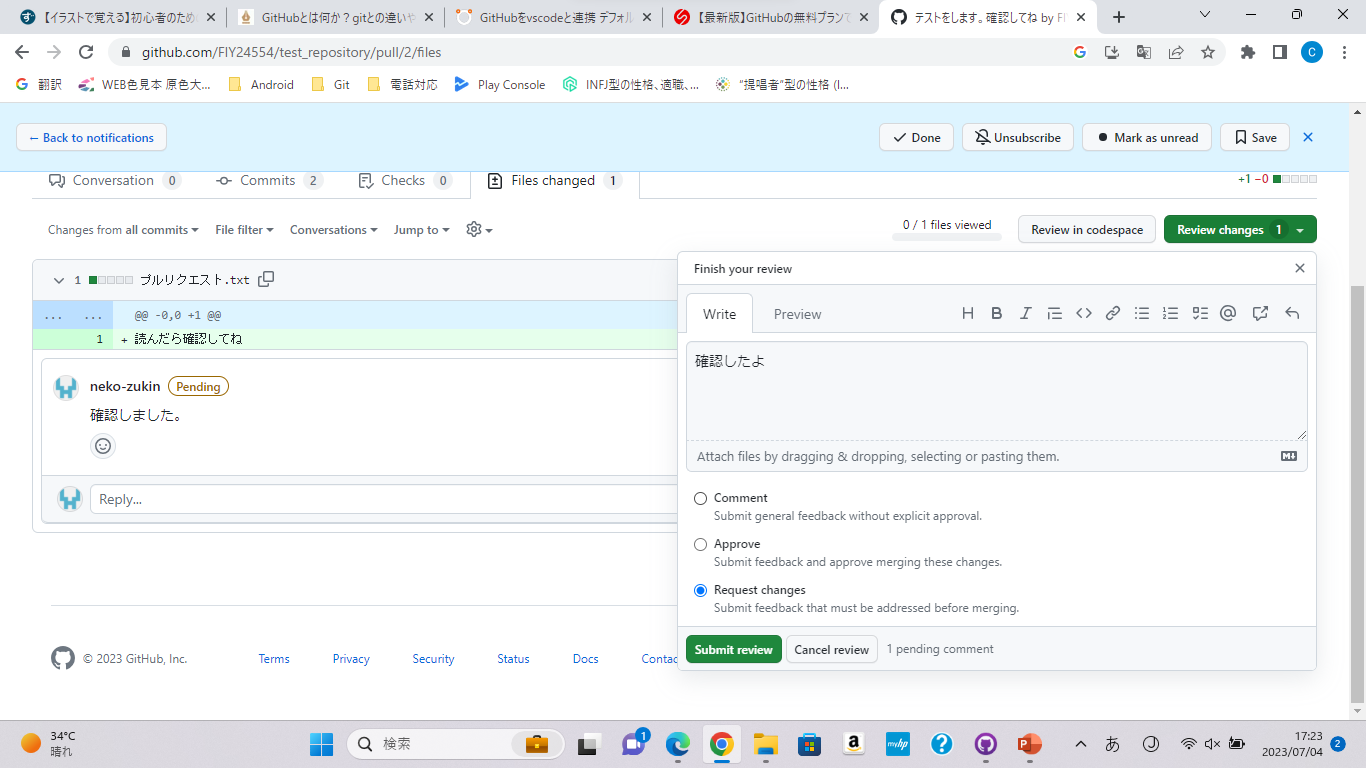 【イラストで覚える】初心者のため
GitHubとは何か？gitとの違いや
GitHubをvscodeと連携 デフォル
【最新版】GitHubの無料プランで
テストをします。確認してね by Fl
github.com/FIY24554/test_repository/pull/2/files
C
翻訳
WEB色見本 原色大...
Android
Git
電話対応
Play Console
INFJ型の性格、適職、...
“提唱者”型の性格 (I...
← Back to notifications
Done
Unsubscribe
Mark as unread
Save
Conversation 0
Commits 2
Checks 0
Files changed 1
+1 −0
Changes from all commits
File filter
Conversations
Jump to
0 / 1 files viewed
Review in codespace
Review changes 1
1 プルリクエスト.txt
... ... @@ -0,0 +1 @@
1 + 読んだら確認してね
neko-zukin Pending
確認しました。
Reply...
Finish your review
Write
Preview
確認したよ
Attach files by dragging & dropping, selecting or pasting them.
Comment
Submit general feedback without explicit approval.
Approve
Submit feedback and approve merging these changes.
Request changes
Submit feedback that must be addressed before merging.
Submit review
Cancel review
1 pending comment
© 2023 GitHub, Inc.
Terms
Privacy
Security
Status
Docs
Contac
34°C
晴れ
検索
1
あ
17:23
2023/07/04
2